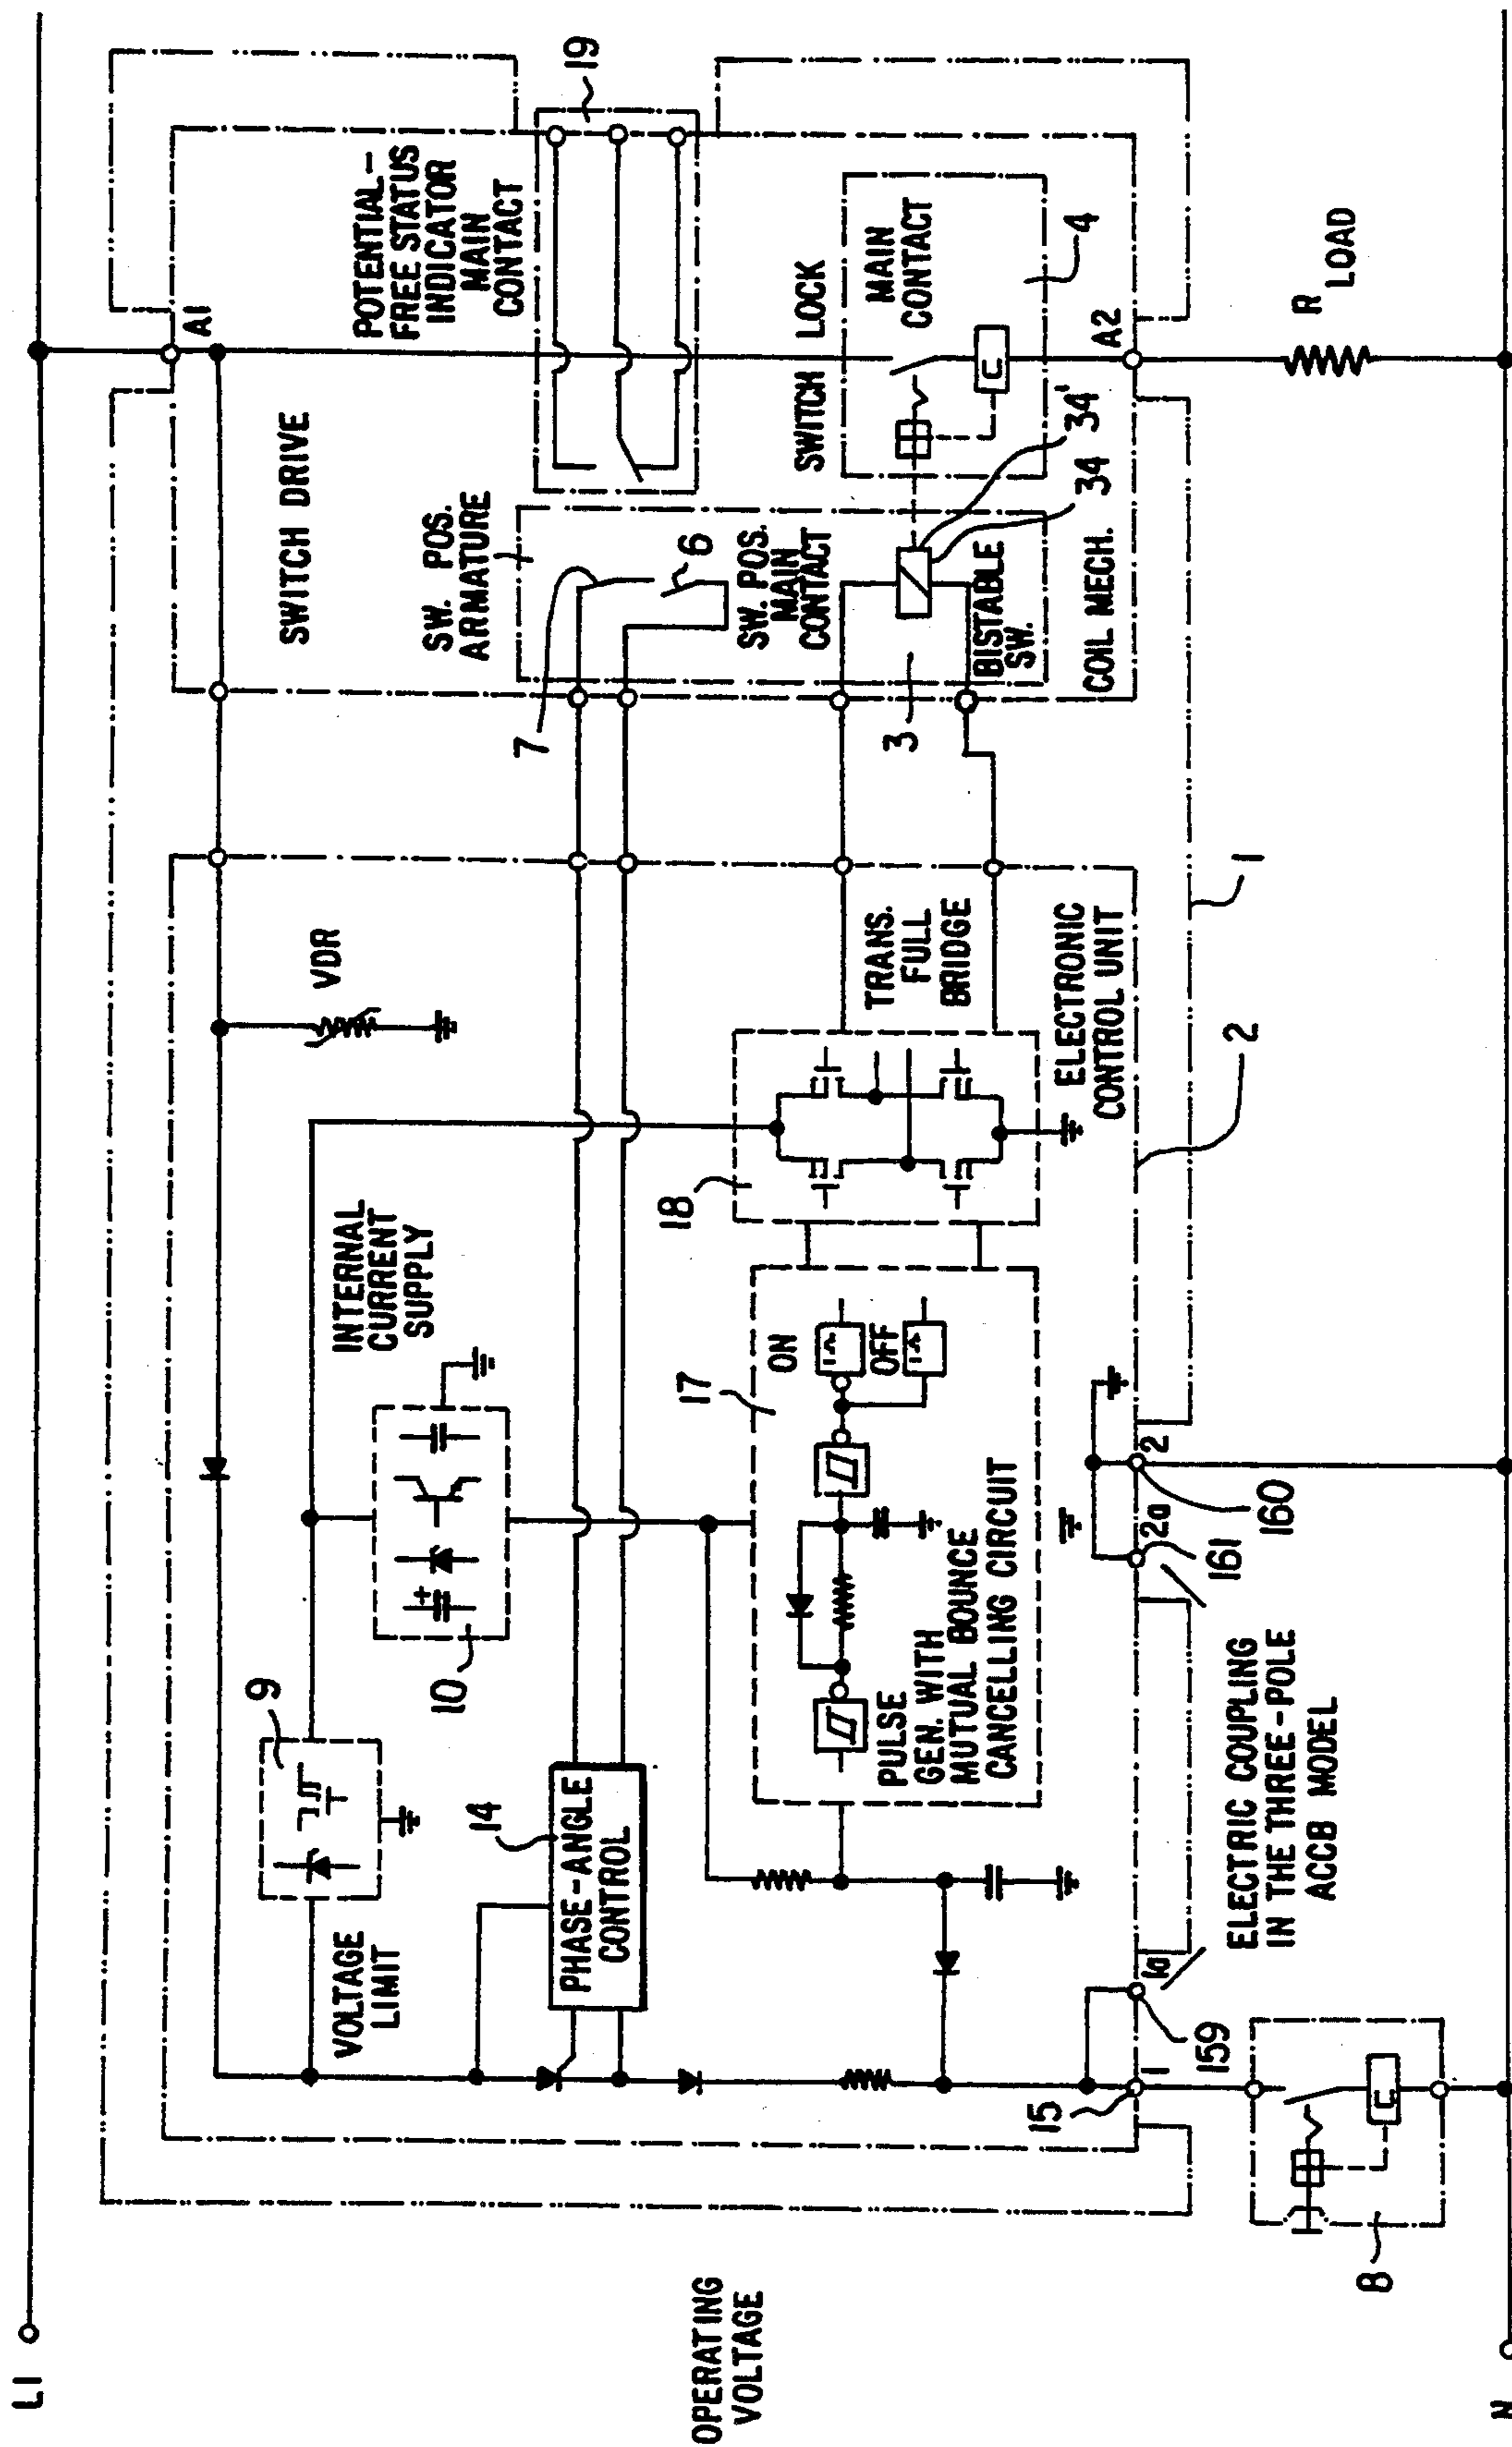 L1
A1
19
POTENTIAL-
FREE STATUS
INDICATOR
MAIN
CONTACT
SWITCH DRIVE
SW. POS.
ARMATURE
7
6
SW. POS.
MAIN
CONTACT
SWITCH LOCK
MAIN
CONTACT
4
A2
R LOAD
34'
34
3
BISTABLE
SW.
COIL MECH.
1
VDR
TRANS.
FULL
BRIDGE
18
ELECTRONIC
CONTROL UNIT
2
INTERNAL
CURRENT
SUPPLY
10
9
VOLTAGE
LIMIT
14
PHASE-ANGLE
CONTROL
17
ON
OFF
PULSE
GEN. WITH
MUTUAL BOUNCE
CANCELLING CIRCUIT
2
160
2a
161
1a
159
1
15
ELECTRIC COUPLING
IN THE THREE-POLE
ACCB MODEL
8
OPERATING
VOLTAGE
N